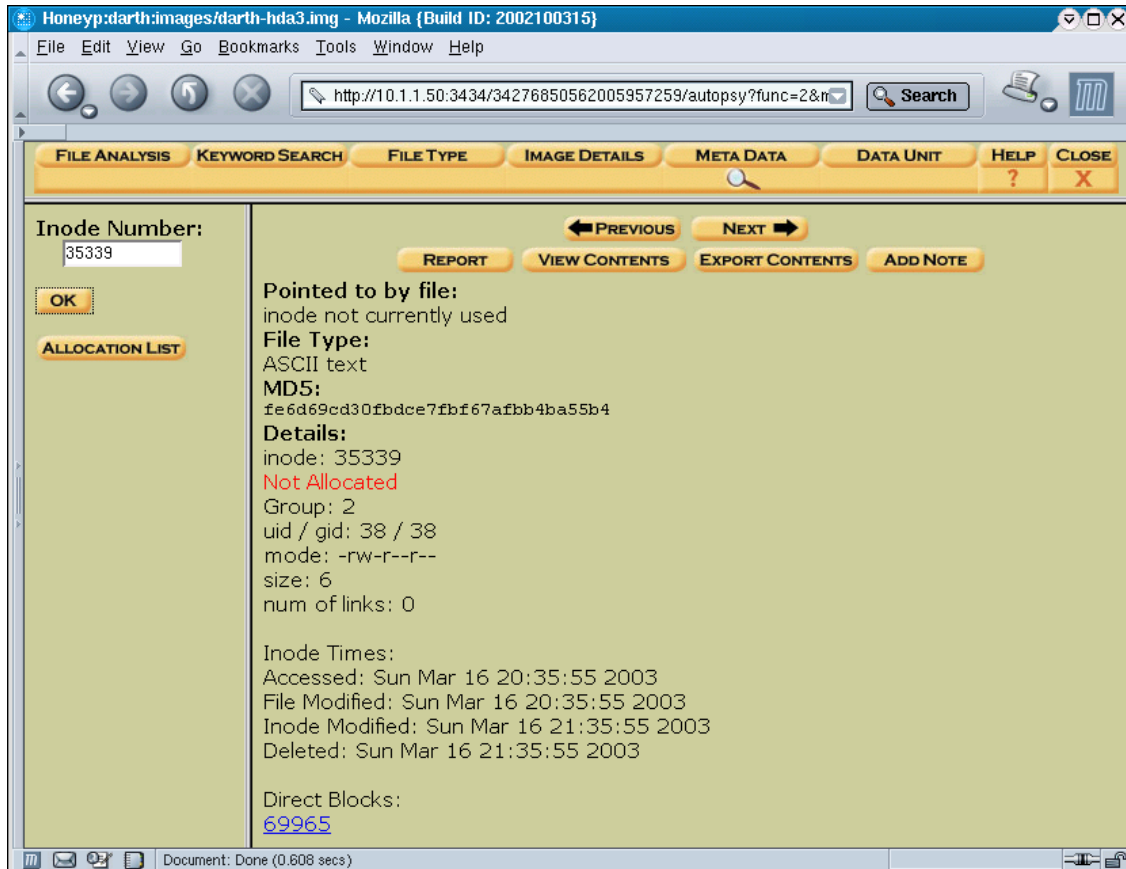 Honeyp:darth:images/darth-hda3.img - Mozilla {Build ID: 2002100315}
File Edit View Go Bookmarks Tools Window Help
http://10.1.1.50:3434/34276850562005957259/autopsy?func=2&m Search
FILE ANALYSIS KEYWORD SEARCH FILE TYPE IMAGE DETAILS META DATA DATA UNIT HELP CLOSE
? X
Inode Number:
35339
OK
ALLOCATION LIST
PREVIOUS NEXT
REPORT VIEW CONTENTS EXPORT CONTENTS ADD NOTE
Pointed to by file:
inode not currently used
File Type:
ASCII text
MD5:
fe6d69cd30fbdce7fbf67afbb4ba55b4
Details:
inode: 35339
Not Allocated
Group: 2
uid / gid: 38 / 38
mode: -rw-r--r--
size: 6
num of links: 0
Inode Times:
Accessed: Sun Mar 16 20:35:55 2003
File Modified: Sun Mar 16 20:35:55 2003
Inode Modified: Sun Mar 16 21:35:55 2003
Deleted: Sun Mar 16 21:35:55 2003
Direct Blocks:
69965
Document: Done (0.608 secs)